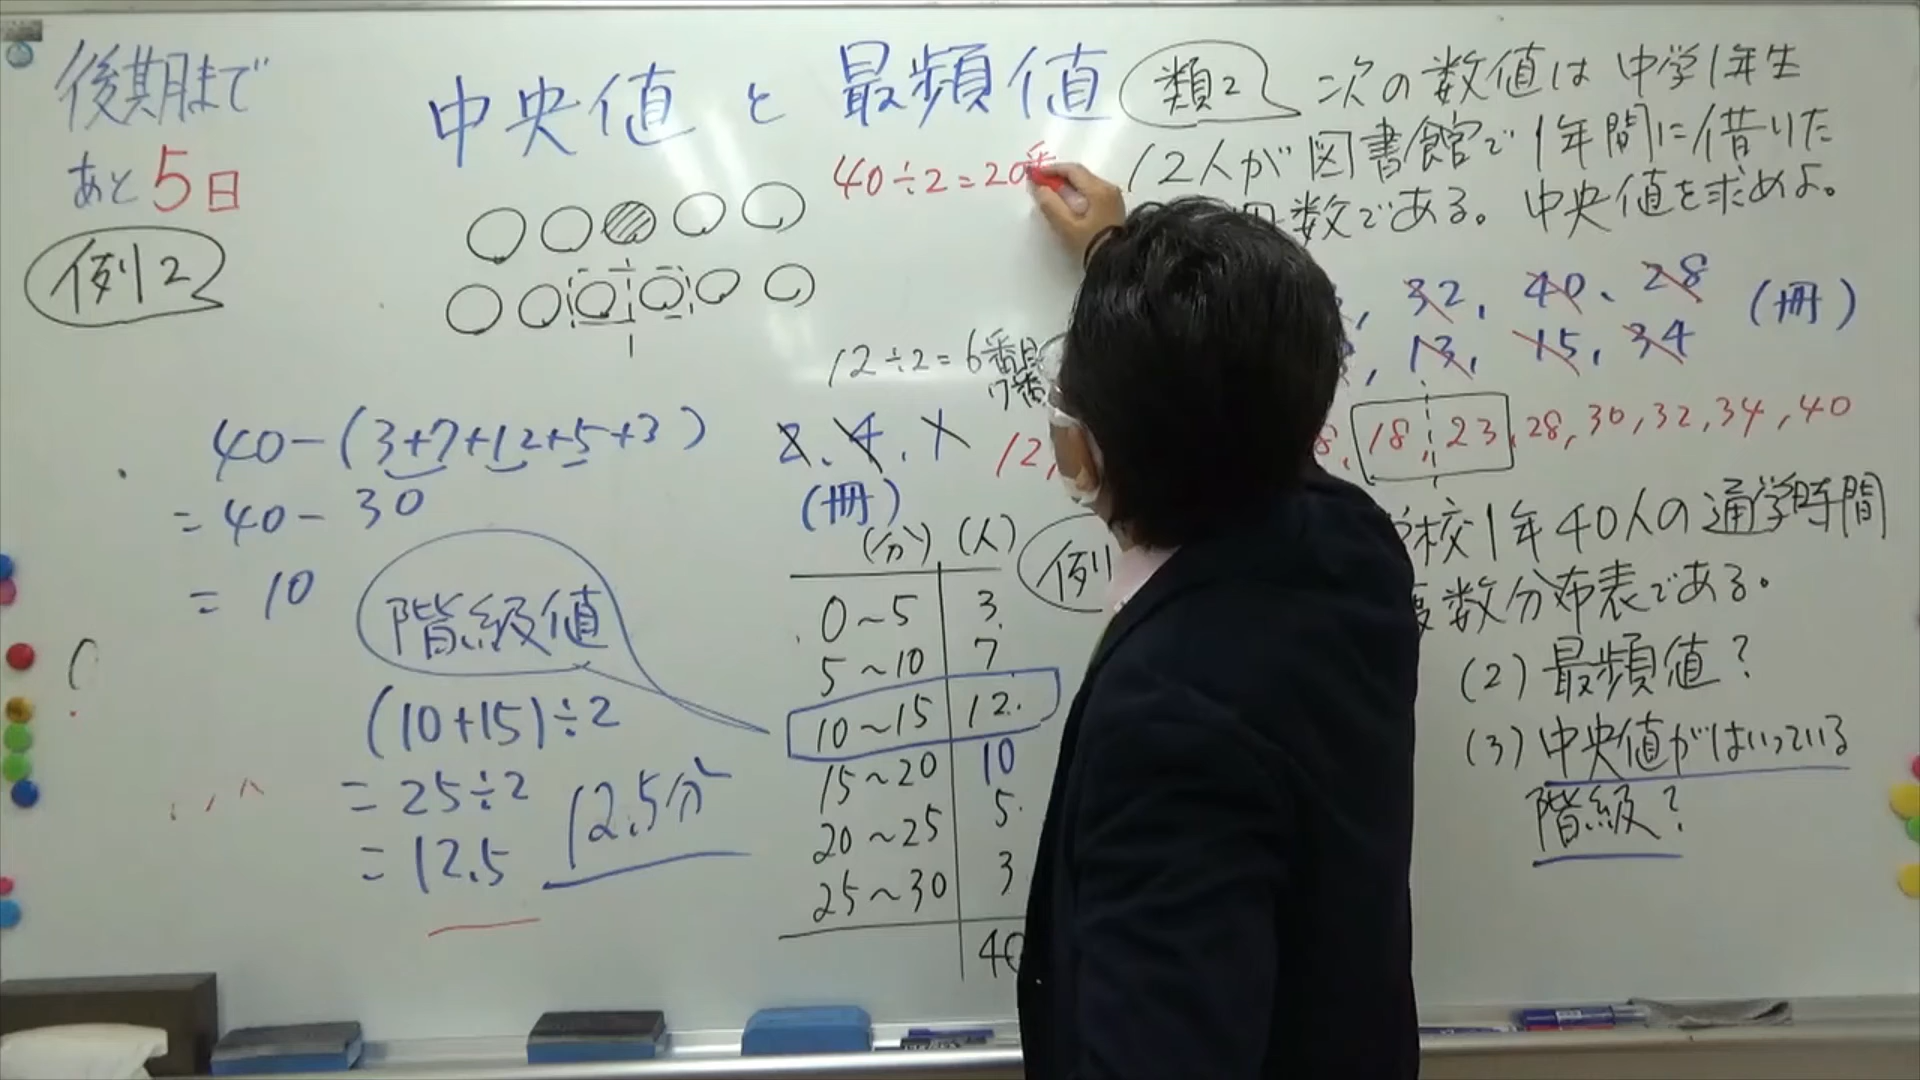 後期まで
あと5日
例2
中央値と最頻値
40÷2=20番
12÷2=6番目
7番
40-(3+7+12+5+3)
=40-30
=10
階級値
(10+15)÷2
=25÷2
=12.5
12.5分
(冊)
(分) (人)
0~5 3
5~10 7
10~15 12
15~20 10
20~25 5
25~30 3
40
類2
次の数値は中学1年生
12人が図書館で1年間に借りた
数である。中央値を求めよ。
, 32, 40、28 (冊)
, 13, 15, 34
12,
8, 18, 23, 28, 30, 32, 34, 40
校1年40人の通学時間
数分布表である。
(2) 最頻値?
(3) 中央値がはいっている
階級?